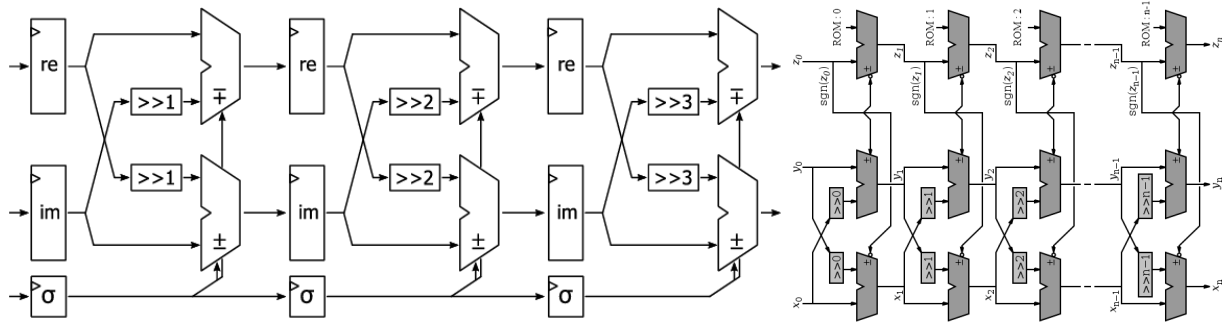 re
>>1
∓
re
>>2
∓
re
>>3
∓
im
>>1
±
im
>>2
±
im
>>3
±
σ
σ
σ
ROM: 0
ROM: 1
ROM: 2
ROM: n-1
z0
z1
z2
zn−1
zn
±
±
±
±
sgn(z0)
sgn(z1)
sgn(z2)
sgn(zn−1)
y0
y1
y2
yn−1
yn
±
±
±
±
>>0
>>1
>>2
>>n−1
>>0
>>1
>>2
>>n−1
±
±
±
±
x0
x1
x2
xn−1
xn